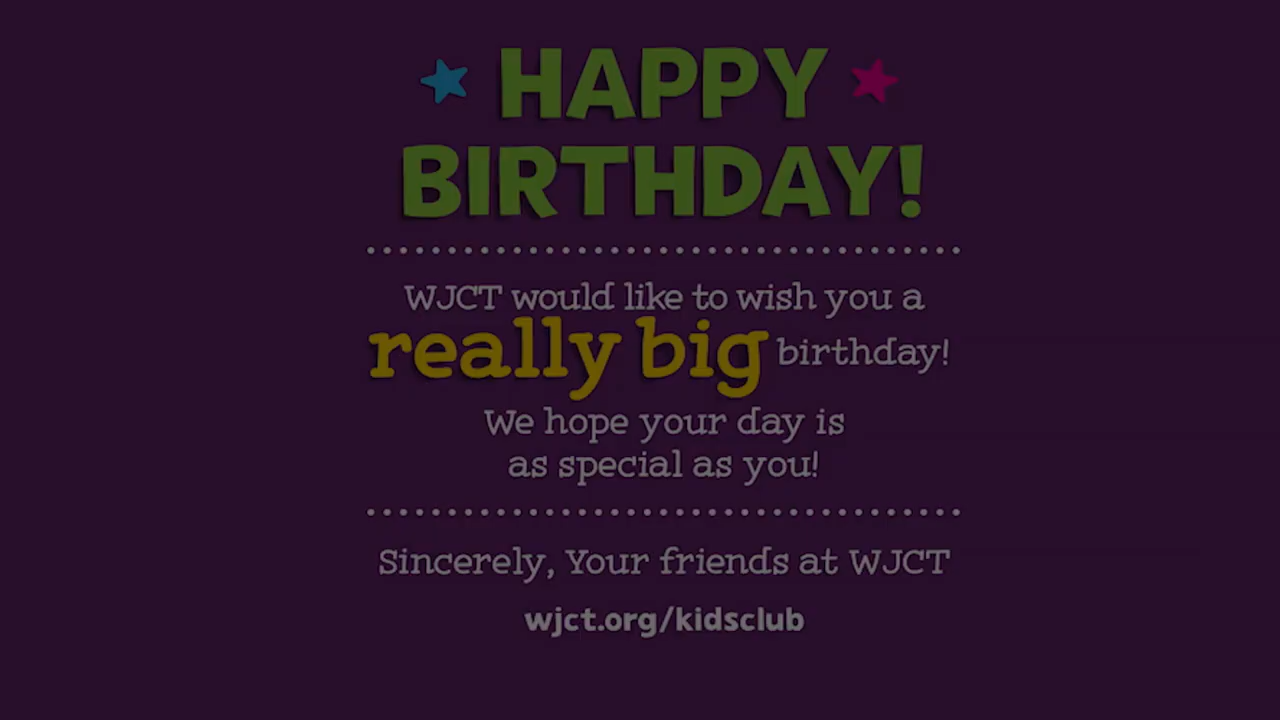 HAPPY
BIRTHDAY!
WJCT would like to wish you a
really big birthday!
We hope your day is
as special as you!
Sincerely, Your friends at WJCT
wjct.org/kidsclub